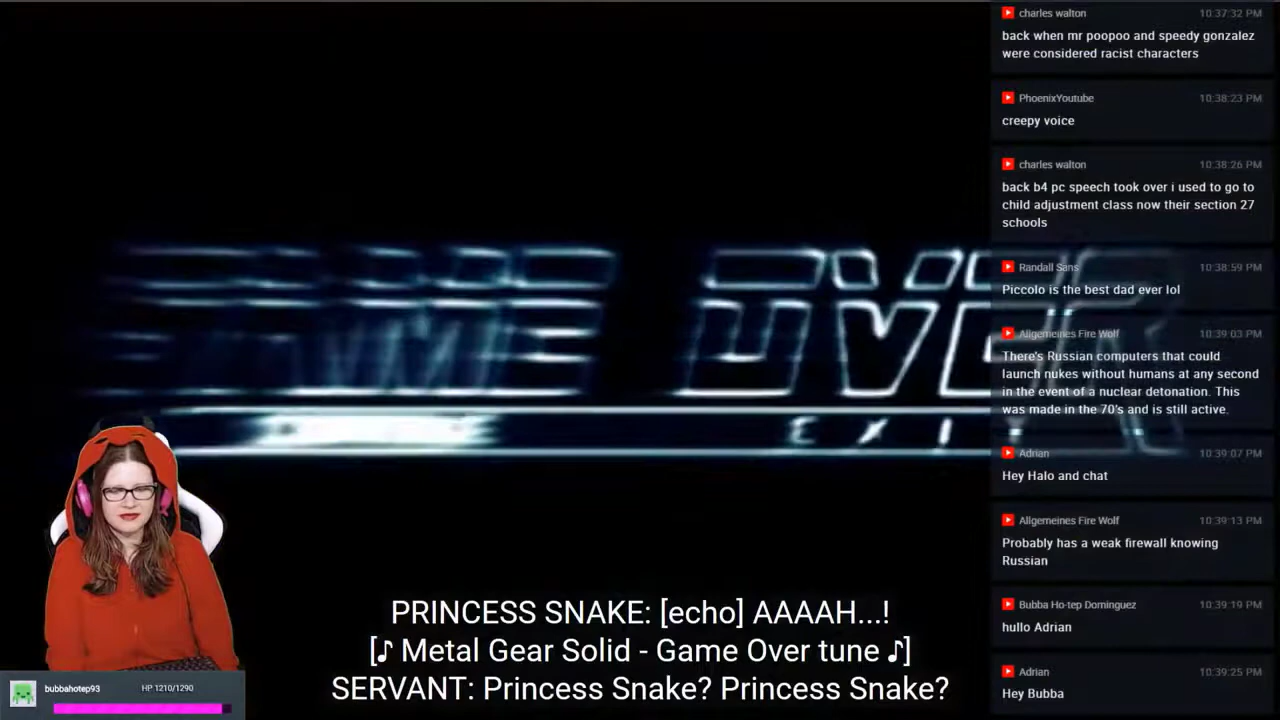 GAME OVER
EXIT
PRINCESS SNAKE: [echo] AAAAH...!
[♪ Metal Gear Solid - Game Over tune ♪]
SERVANT: Princess Snake? Princess Snake?
bubbahotep93 HP 1210/1290
charles walton 10:37:32 PM
back when mr poopoo and speedy gonzalez
were considered racist characters
PhoenixYoutube 10:38:23 PM
creepy voice
charles walton 10:38:26 PM
back b4 pc speech took over i used to go to
child adjustment class now their section 27
schools
Randall Sans 10:38:59 PM
Piccolo is the best dad ever lol
Allgemeines Fire Wolf 10:39:03 PM
There's Russian computers that could
launch nukes without humans at any second
in the event of a nuclear detonation. This
was made in the 70's and is still active.
Adrian 10:39:07 PM
Hey Halo and chat
Allgemeines Fire Wolf 10:39:13 PM
Probably has a weak firewall knowing
Russian
Bubba Ho-tep Dominguez 10:39:19 PM
hullo Adrian
Adrian 10:39:25 PM
Hey Bubba